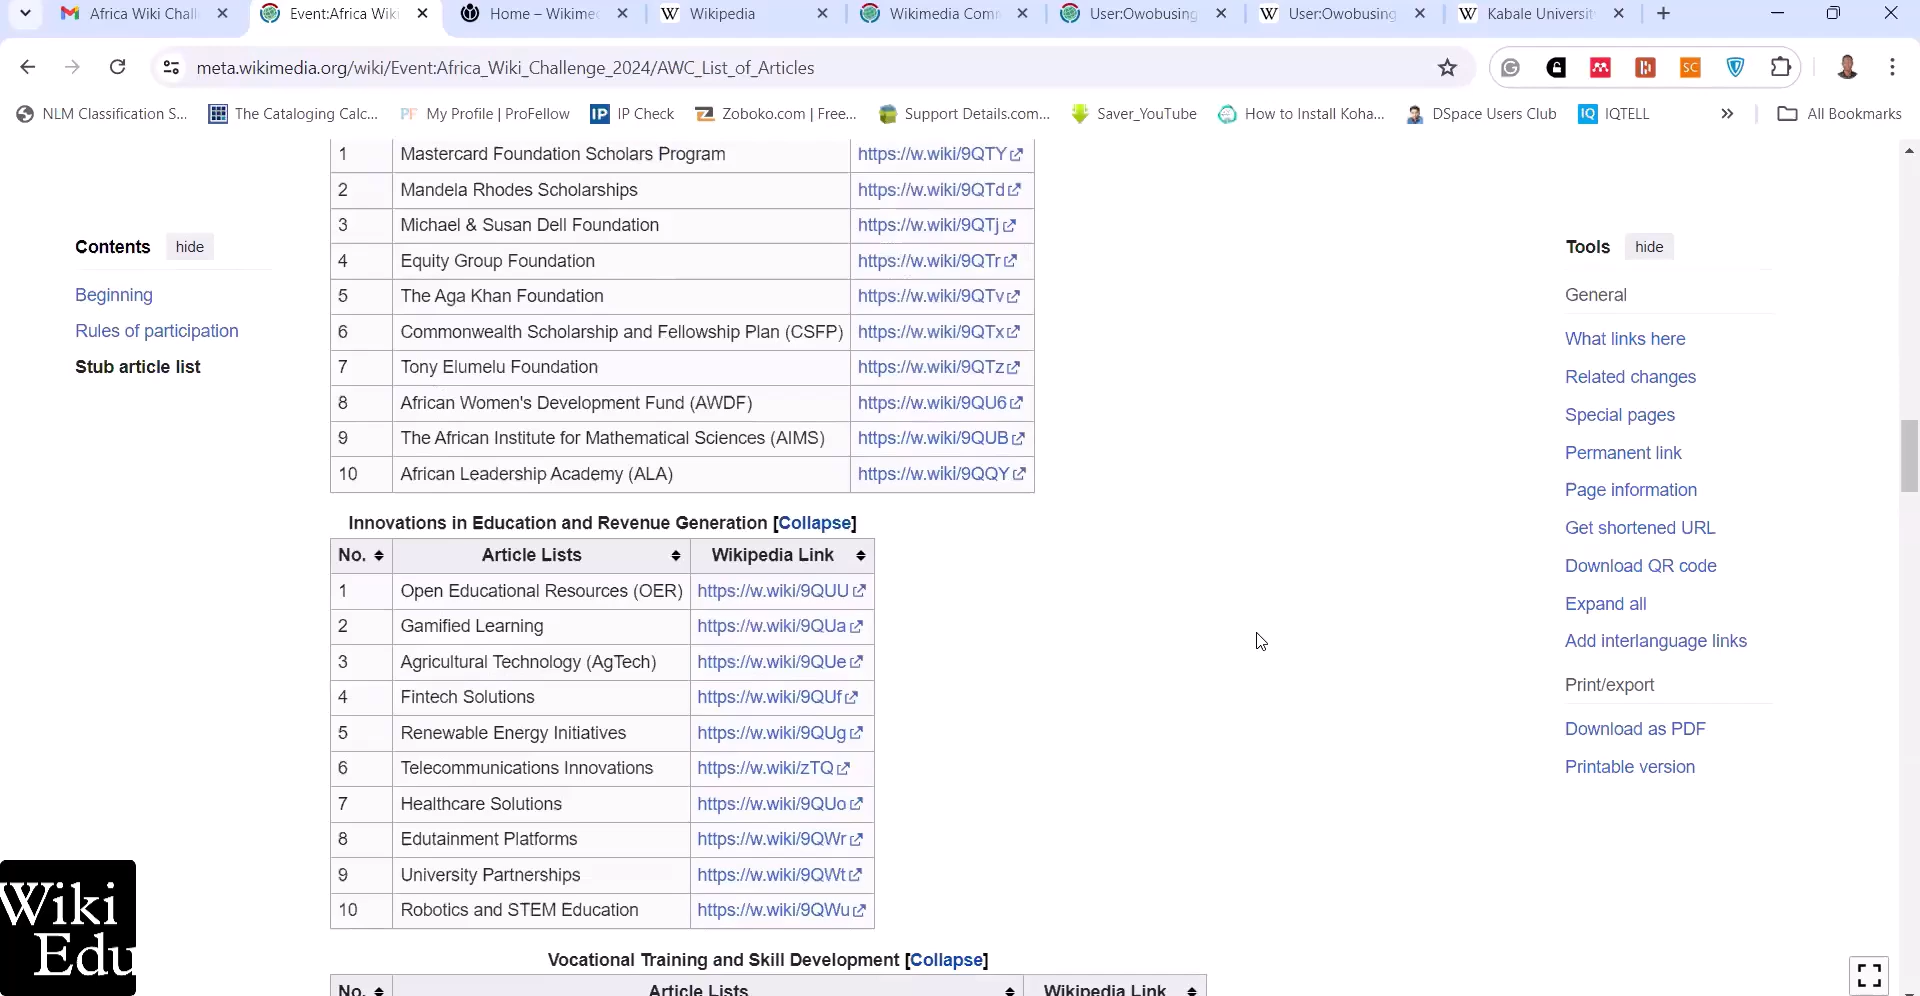 Africa Wiki Chall
Event:Africa Wiki
Home – Wikimed
Wikipedia
Wikimedia Com
User:Owobusing
User:Owobusing
Kabale Universit
meta.wikimedia.org/wiki/Event:Africa_Wiki_Challenge_2024/AWC_List_of_Articles
NLM Classification S...
The Cataloging Calc...
PF My Profile | ProFellow
IP IP Check
Zoboko.com | Free...
Support Details.com...
Saver_YouTube
How to Install Koha...
DSpace Users Club
IQ IQTELL
» All Bookmarks
Contents hide
Beginning
Rules of participation
Stub article list
1 Mastercard Foundation Scholars Program https://w.wiki/9QTY
2 Mandela Rhodes Scholarships https://w.wiki/9QTd
3 Michael & Susan Dell Foundation https://w.wiki/9QTj
4 Equity Group Foundation https://w.wiki/9QTr
5 The Aga Khan Foundation https://w.wiki/9QTv
6 Commonwealth Scholarship and Fellowship Plan (CSFP) https://w.wiki/9QTx
7 Tony Elumelu Foundation https://w.wiki/9QTz
8 African Women's Development Fund (AWDF) https://w.wiki/9QU6
9 The African Institute for Mathematical Sciences (AIMS) https://w.wiki/9QUB
10 African Leadership Academy (ALA) https://w.wiki/9QQY
Innovations in Education and Revenue Generation [Collapse]
No. Article Lists Wikipedia Link
1 Open Educational Resources (OER) https://w.wiki/9QUU
2 Gamified Learning https://w.wiki/9QUa
3 Agricultural Technology (AgTech) https://w.wiki/9QUe
4 Fintech Solutions https://w.wiki/9QUf
5 Renewable Energy Initiatives https://w.wiki/9QUg
6 Telecommunications Innovations https://w.wiki/zTQ
7 Healthcare Solutions https://w.wiki/9QUo
8 Edutainment Platforms https://w.wiki/9QWr
9 University Partnerships https://w.wiki/9QWt
10 Robotics and STEM Education https://w.wiki/9QWu
Vocational Training and Skill Development [Collapse]
No. Article Lists Wikipedia Link
Tools hide
General
What links here
Related changes
Special pages
Permanent link
Page information
Get shortened URL
Download QR code
Expand all
Add interlanguage links
Print/export
Download as PDF
Printable version
Wiki
Edu